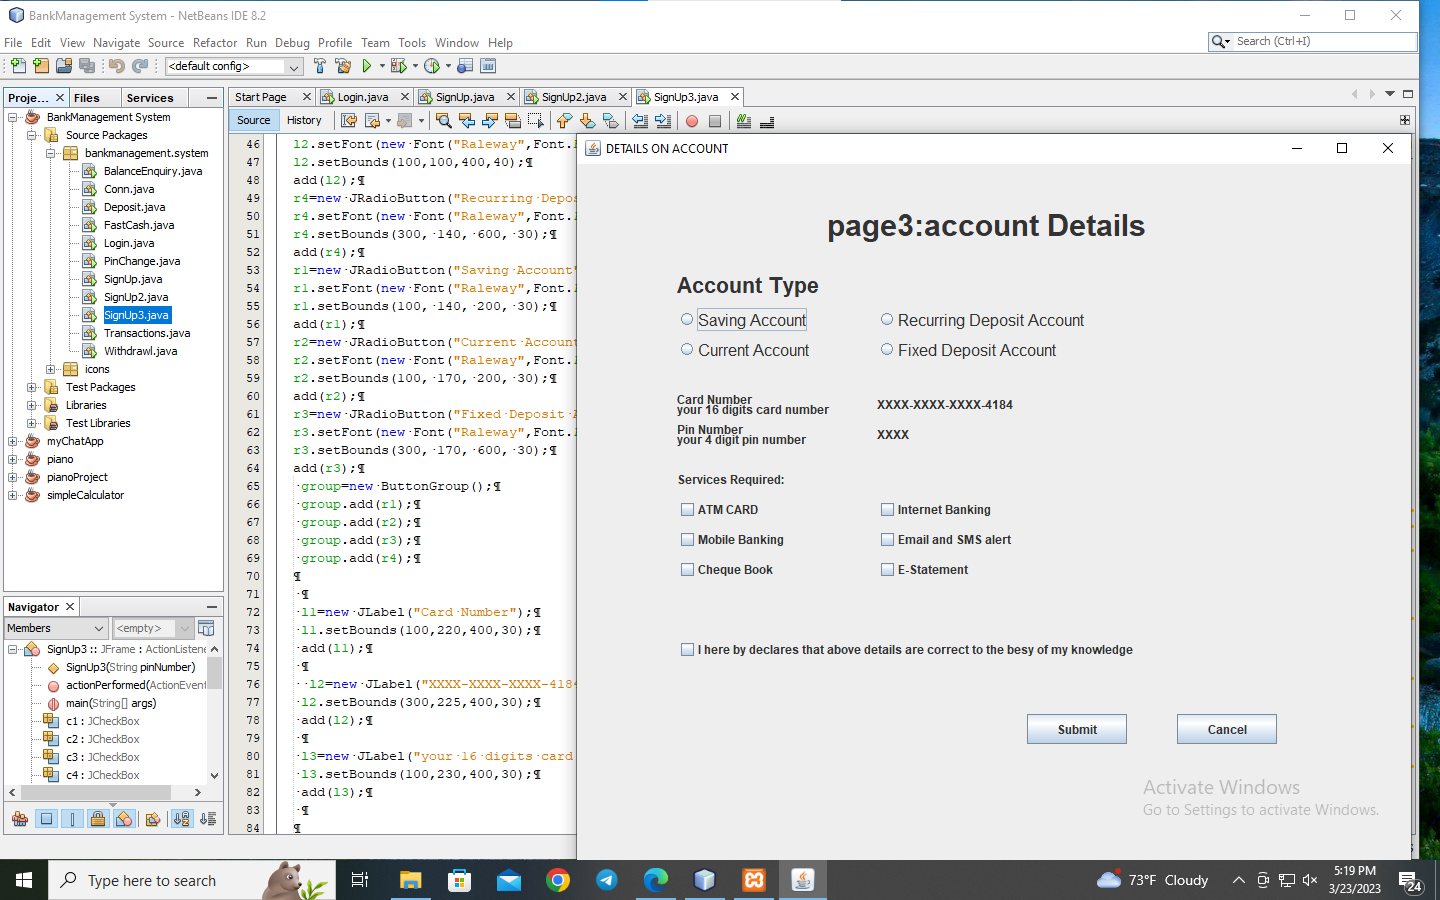 BankManagement System - NetBeans IDE 8.2
File Edit View Navigate Source Refactor Run Debug Profile Team Tools Window Help
Search (Ctrl+I)
<default config>
Proje... Files Services
Start Page Login.java SignUp.java SignUp2.java SignUp3.java
Source History
BankManagement System
Source Packages
bankmanagement.system
BalanceEnquiry.java
Conn.java
Deposit.java
FastCash.java
Login.java
PinChange.java
SignUp.java
SignUp2.java
SignUp3.java
Transactions.java
Withdrawl.java
icons
Test Packages
Libraries
Test Libraries
myChatApp
piano
pianoProject
simpleCalculator
Navigator
Members <empty>
SignUp3 :: JFrame : ActionListene
SignUp3(String pinNumber)
actionPerformed(ActionEvent
main(String[] args)
c1 : JCheckBox
c2 : JCheckBox
c3 : JCheckBox
c4 : JCheckBox
46 l2.setFont(new·Font("Raleway",Font.
47 l2.setBounds(100,100,400,40);¶
48 add(l2);¶
49 r4=new·JRadioButton("Recurring·Depos
50 r4.setFont(new·Font("Raleway",Font.
51 r4.setBounds(300,·140,·600,·30);¶
52 add(r4);¶
53 r1=new·JRadioButton("Saving·Account"
54 r1.setFont(new·Font("Raleway",Font.
55 r1.setBounds(100,·140,·200,·30);¶
56 add(r1);¶
57 r2=new·JRadioButton("Current·Account
58 r2.setFont(new·Font("Raleway",Font.
59 r2.setBounds(100,·170,·200,·30);¶
60 add(r2);¶
61 r3=new·JRadioButton("Fixed·Deposit·A
62 r3.setFont(new·Font("Raleway",Font.
63 r3.setBounds(300,·170,·600,·30);¶
64 add(r3);¶
65 ·group=new·ButtonGroup();¶
66 ·group.add(r1);¶
67 ·group.add(r2);¶
68 ·group.add(r3);¶
69 ·group.add(r4);¶
70 ¶
71 ·¶
72 ·l1=new·JLabel("Card·Number");¶
73 ·l1.setBounds(100,220,400,30);¶
74 ·add(l1);¶
75 ·¶
76 ··l2=new·JLabel("XXXX-XXXX-XXXX-4184
77 ·l2.setBounds(300,225,400,30);¶
78 ·add(l2);¶
79 ·¶
80 ·l3=new·JLabel("your·16·digits·card
81 ·l3.setBounds(100,230,400,30);¶
82 ·add(l3);¶
83 ·¶
84 ¶
DETAILS ON ACCOUNT
page3:account Details
Account Type
Saving Account Recurring Deposit Account
Current Account Fixed Deposit Account
Card Number
your 16 digits card number XXXX-XXXX-XXXX-4184
Pin Number
your 4 digit pin number XXXX
Services Required:
ATM CARD Internet Banking
Mobile Banking Email and SMS alert
Cheque Book E-Statement
I here by declares that above details are correct to the besy of my knowledge
Submit Cancel
Activate Windows
Go to Settings to activate Windows.
Type here to search
73°F Cloudy
5:19 PM
3/23/2023
24